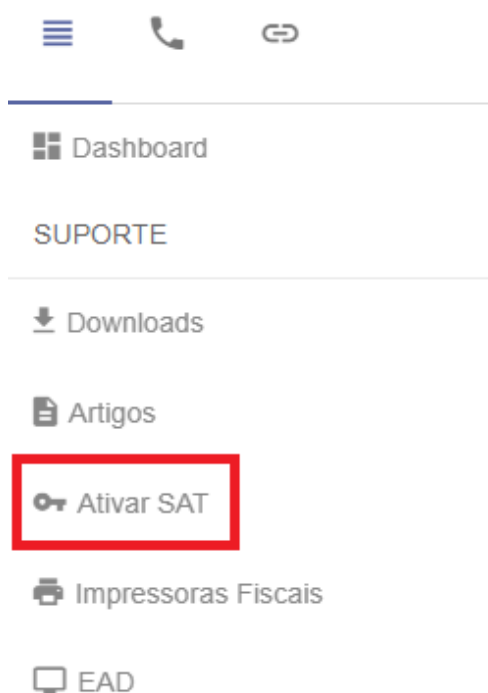 Dashboard
SUPORTE
Downloads
Artigos
Ativar SAT
Impressoras Fiscais
EAD